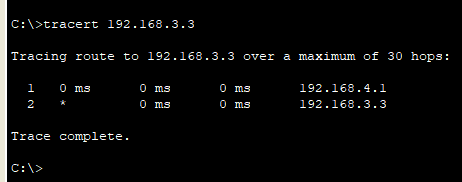 C:\>tracert 192.168.3.3
Tracing route to 192.168.3.3 over a maximum of 30 hops:
1 0 ms 0 ms 0 ms 192.168.4.1
2 * 0 ms 0 ms 192.168.3.3
Trace complete.
C:\>